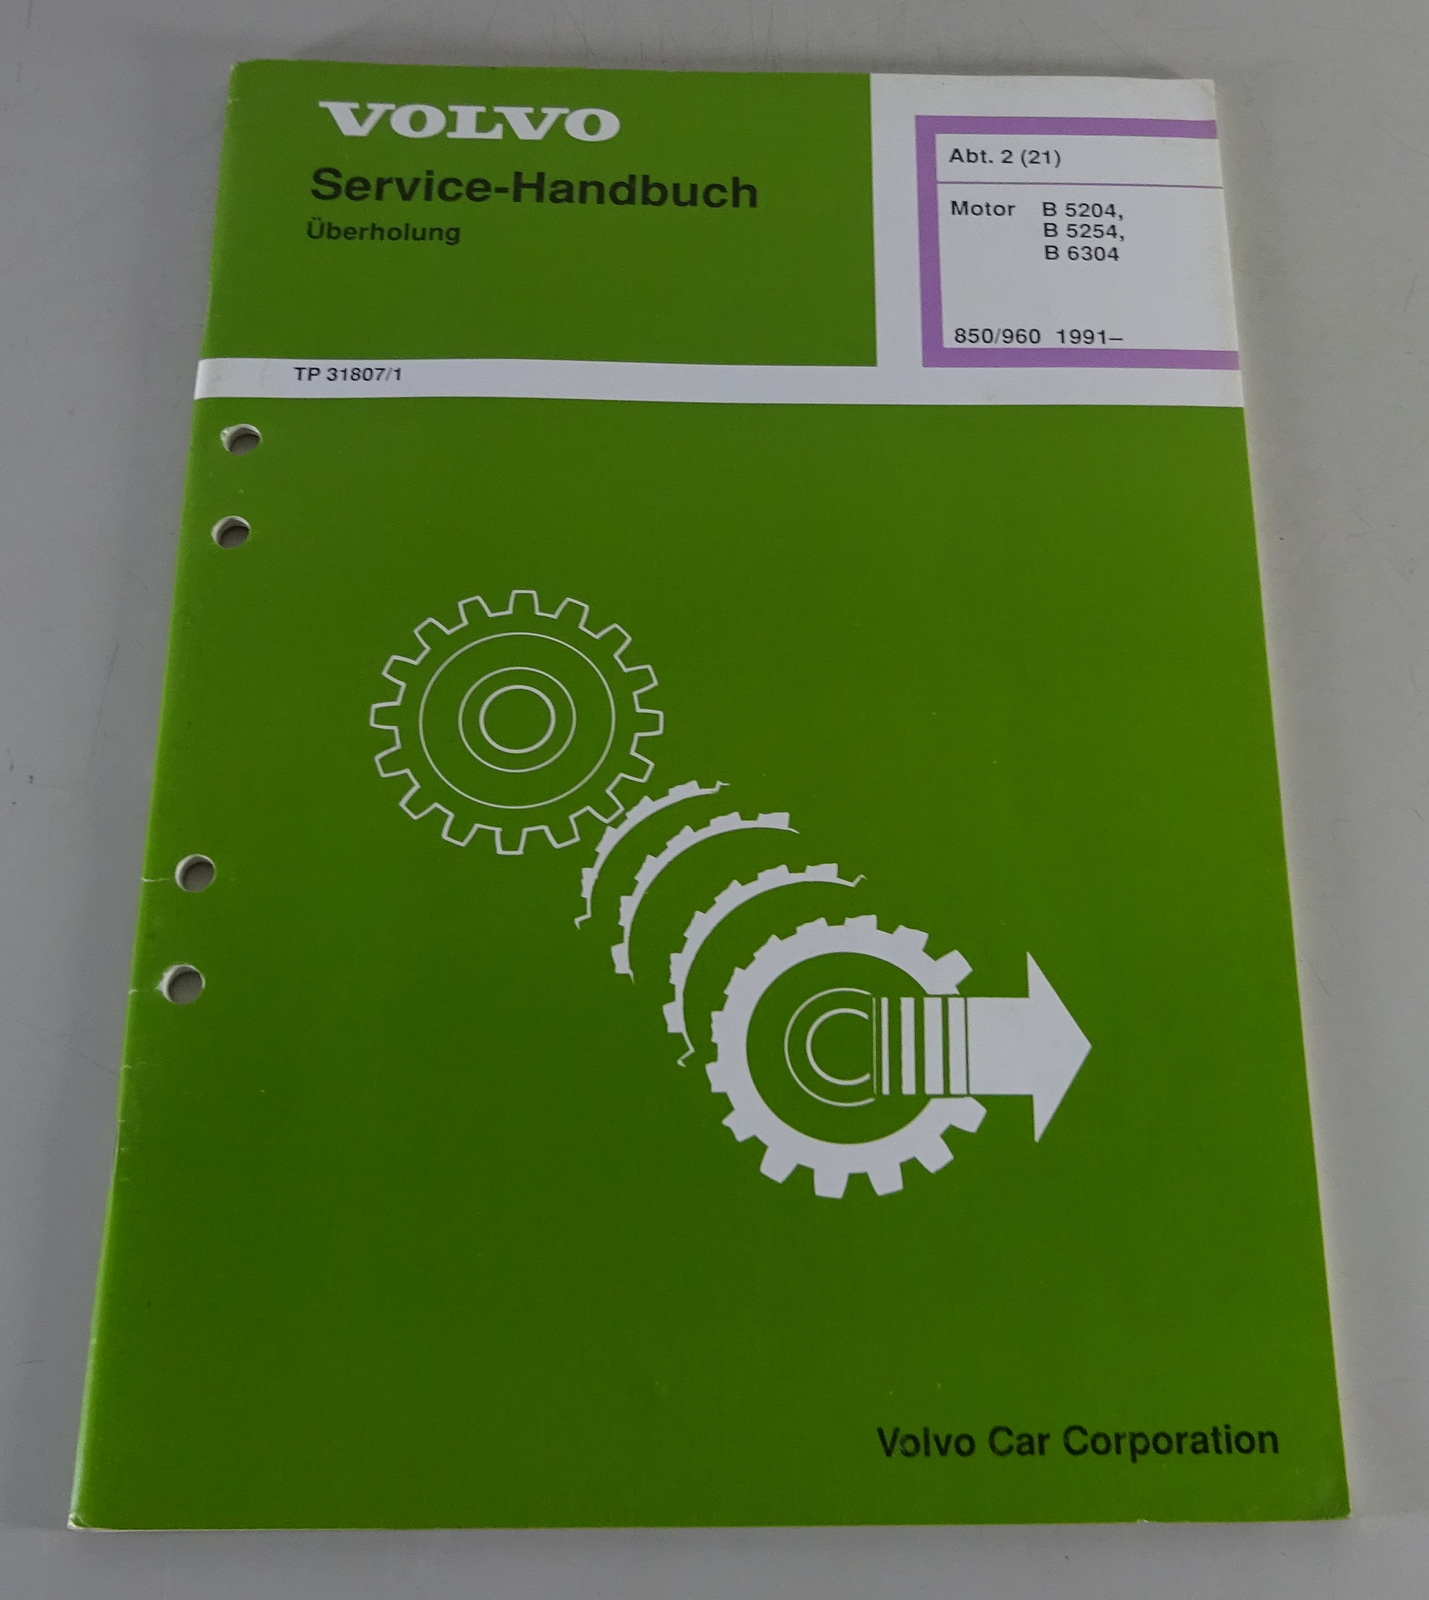 VOLVO
Service-Handbuch
Überholung
Abt. 2 (21)
Motor B 5204,
B 5254,
B 6304
850/960 1991–
TP 31807/1
Volvo Car Corporation